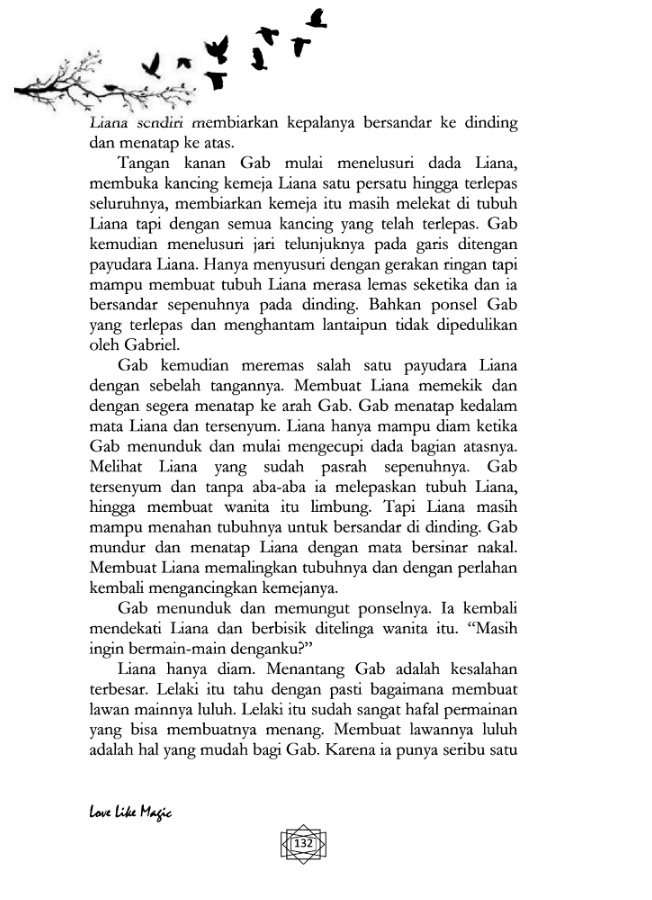 Liana sendiri membiarkan kepalanya bersandar ke dinding
dan menatap ke atas.
Tangan kanan Gab mulai menelusuri dada Liana,
membuka kancing kemeja Liana satu persatu hingga terlepas
seluruhnya, membiarkan kemeja itu masih melekat di tubuh
Liana tapi dengan semua kancing yang telah terlepas. Gab
kemudian menelusuri jari telunjuknya pada garis ditengah
payudara Liana. Hanya menyusuri dengan gerakan ringan tapi
mampu membuat tubuh Liana merasa lemas seketika dan ia
bersandar sepenuhnya pada dinding. Bahkan ponsel Gab
yang terlepas dan menghantam lantaipun tidak dipedulikan
oleh Gabriel.
Gab kemudian meremas salah satu payudara Liana
dengan sebelah tangannya. Membuat Liana memekik dan
dengan segera menatap ke arah Gab. Gab menatap kedalam
mata Liana dan tersenyum. Liana hanya mampu diam ketika
Gab menunduk dan mulai mengecupi dada bagian atasnya.
Melihat Liana yang sudah pasrah sepenuhnya. Gab
tersenyum dan tanpa aba-aba ia melepaskan tubuh Liana,
hingga membuat wanita itu limbung. Tapi Liana masih
mampu menahan tubuhnya untuk bersandar di dinding. Gab
mundur dan menatap Liana dengan mata bersinar nakal.
Membuat Liana memalingkan tubuhnya dan dengan perlahan
kembali mengancingkan kemejanya.
Gab menunduk dan memungut ponselnya. Ia kembali
mendekati Liana dan berbisik ditelinga wanita itu. “Masih
ingin bermain-main denganku?”
Liana hanya diam. Menantang Gab adalah kesalahan
terbesar. Lelaki itu tahu dengan pasti bagaimana membuat
lawan mainnya luluh. Lelaki itu sudah sangat hafal permainan
yang bisa membuatnya menang. Membuat lawannya luluh
adalah hal yang mudah bagi Gab. Karena ia punya seribu satu
Love Like Magic
132